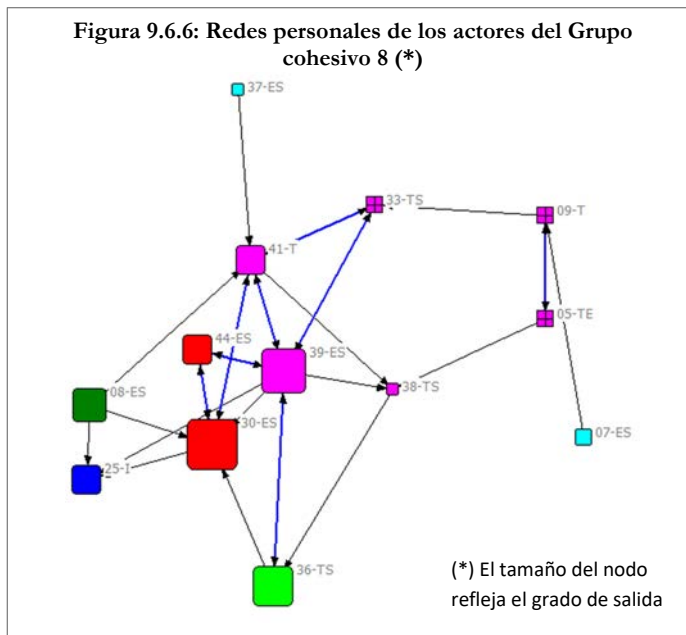 Figura 9.6.6: Redes personales de los actores del Grupo
cohesivo 8 (*)
37-ES
33-TS
09-T
41-T
05-TE
44-ES
39-ES
38-TS
08-ES
30-ES
07-ES
25-I
36-TS
(*) El tamaño del nodo
refleja el grado de salida